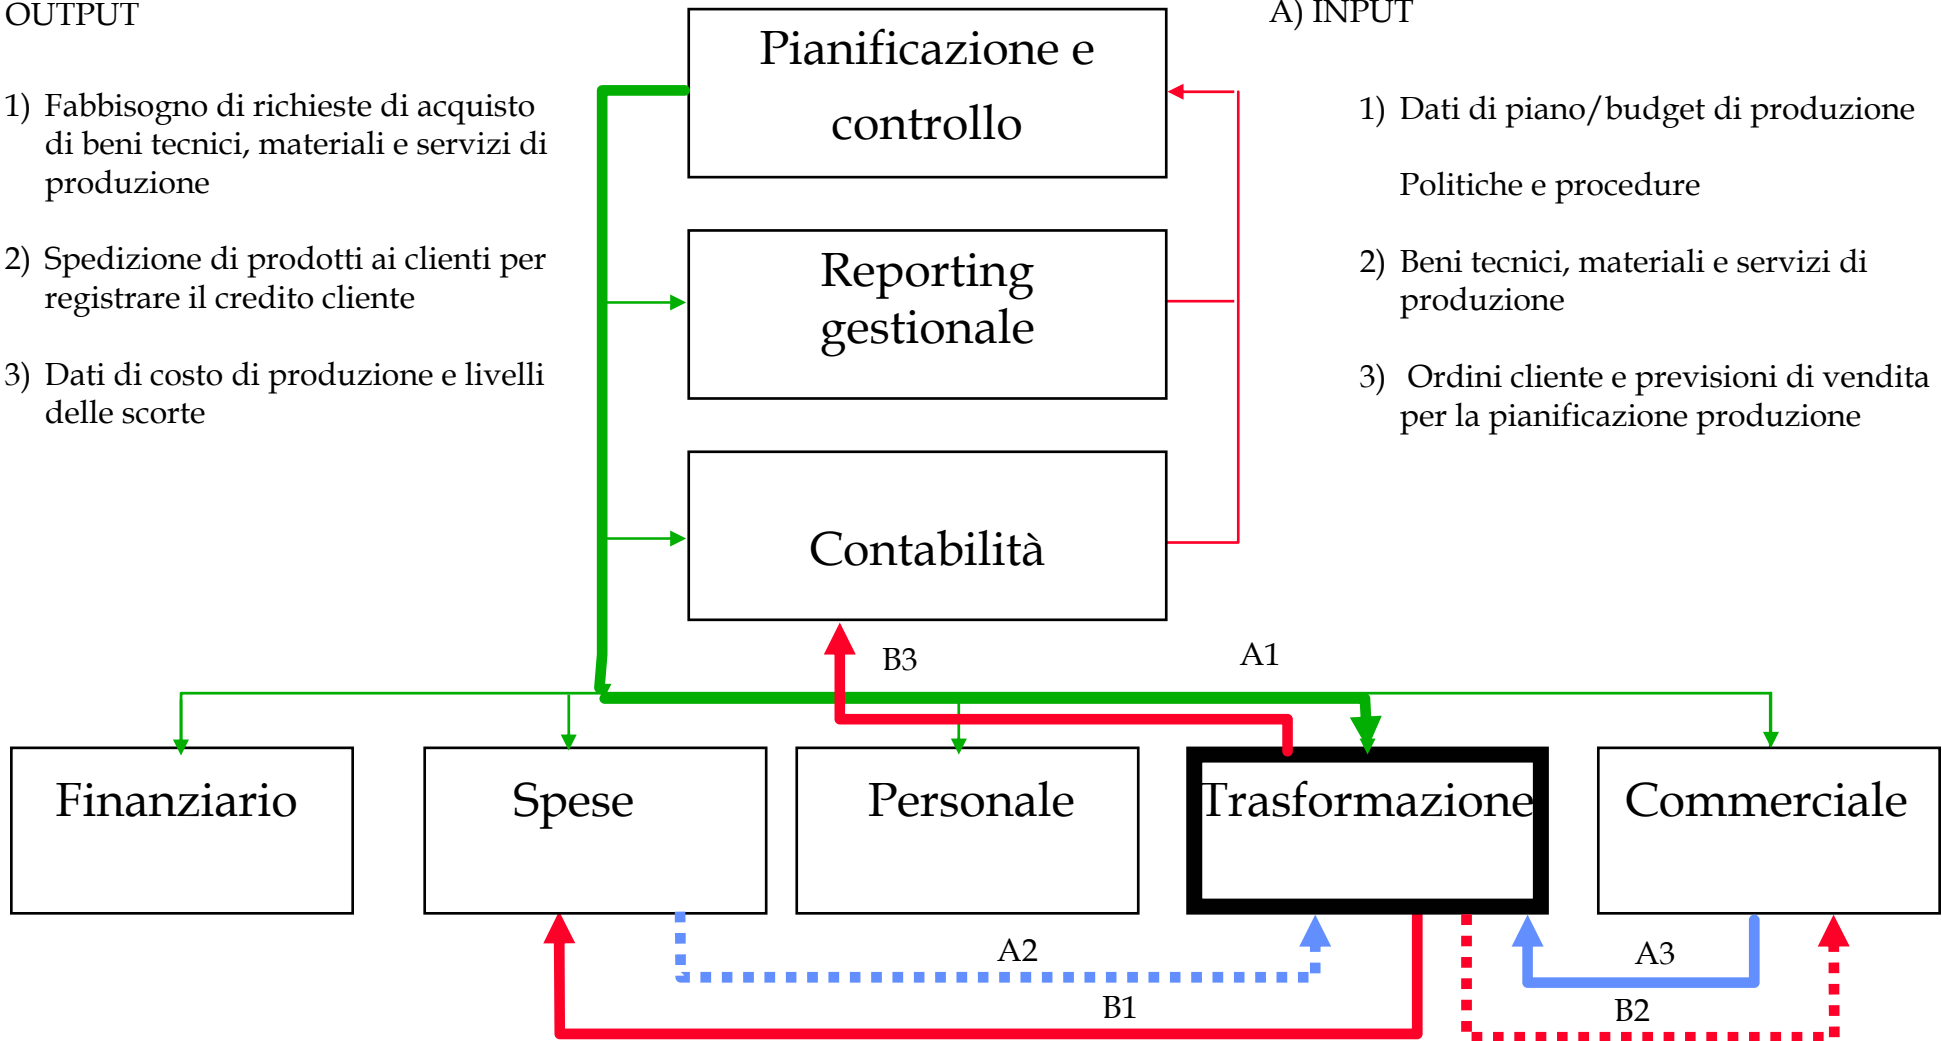 OUTPUT
1) Fabbisogno di richieste di acquisto
di beni tecnici, materiali e servizi di
produzione
2) Spedizione di prodotti ai clienti per
registrare il credito cliente
3) Dati di costo di produzione e livelli
delle scorte
Pianificazione e
controllo
Reporting
gestionale
Contabilità
A) INPUT
1) Dati di piano/budget di produzione
Politiche e procedure
2) Beni tecnici, materiali e servizi di
produzione
3) Ordini cliente e previsioni di vendita
per la pianificazione produzione
B3
A1
Finanziario
Spese
Personale
Trasformazione
Commerciale
A2
A3
B1
B2